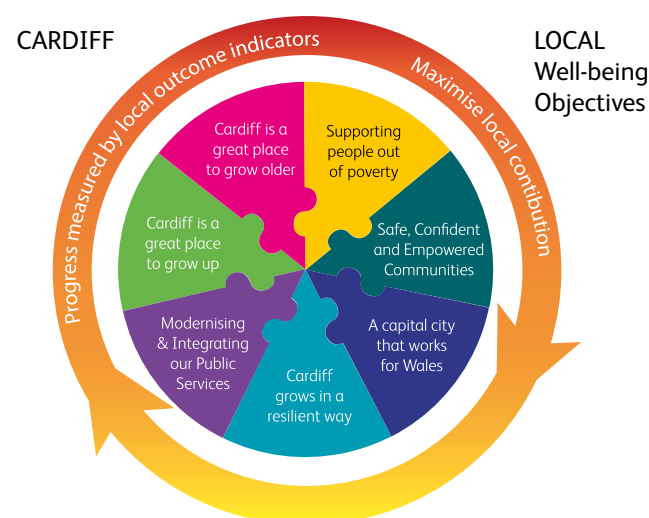 CARDIFF
LOCAL
Well-being
Objectives
Progress measured by local outcome indicators
Maximise local contibution
Cardiff is a
great place
to grow older
Supporting
people out
of poverty
Safe, Confident
and Empowered
Communities
A capital city
that works
for Wales
Cardiff
grows in a
resilient way
Modernising
& Integrating
our Public
Services
Cardiff is a
great place
to grow up